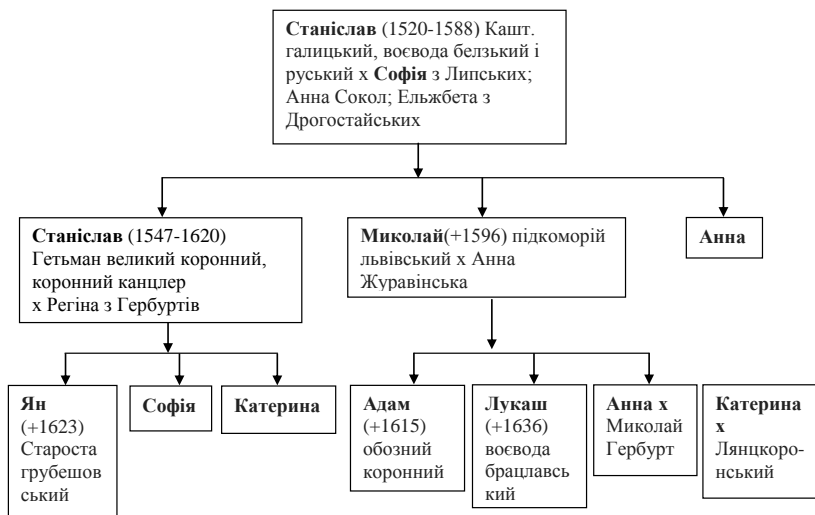 Станіслав (1520-1588) Кашт.
галицький, воєвода белзький і
руський х Софія з Липських;
Анна Сокол; Ельжбета з
Дрогостайських
Станіслав (1547-1620)
Гетьман великий коронний,
коронний канцлер
х Регіна з Гербуртів
Миколай(+1596) підкоморій
львівський х Анна
Журавінська
Анна
Ян
(+1623)
Староста
грубешов
ський
Софія
Катерина
Адам
(+1615)
обозний
коронний
Лукаш
(+1636)
воєвода
брацлавсь
кий
Анна х
Миколай
Гербурт
Катерина
х
Лянцкоро-
нський